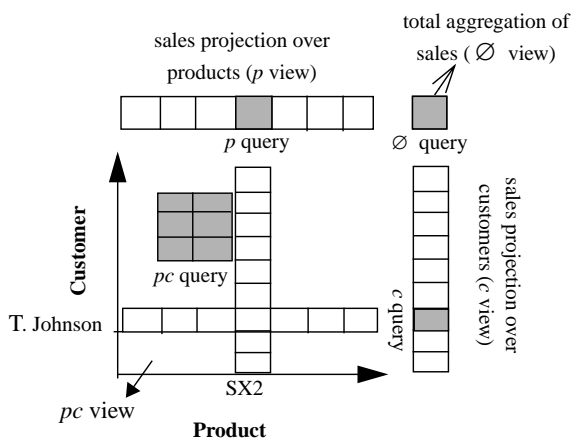 sales projection over
products (p view)
total aggregation of
sales ( ∅ view)
p query
∅ query
Customer
pc query
T. Johnson
c query
sales projection over
customers (c view)
SX2
pc view
Product